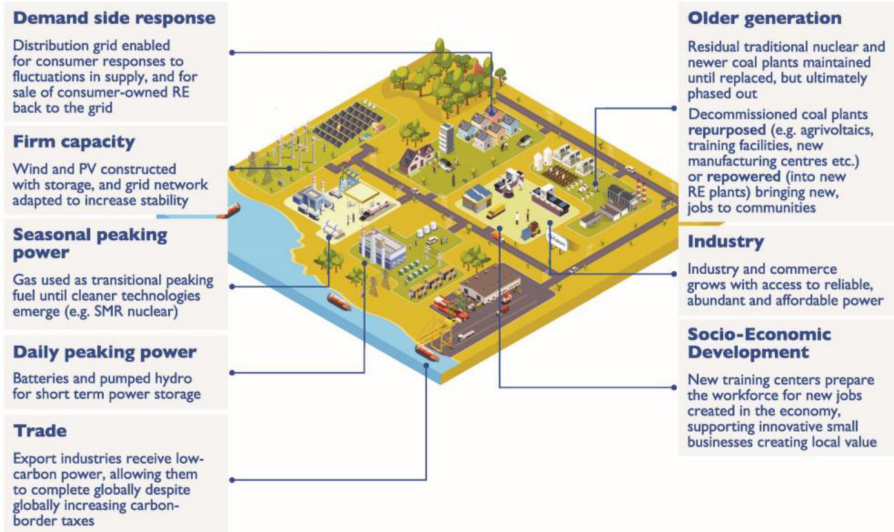 Demand side response
Distribution grid enabled
for consumer responses to
fluctuations in supply, and for
sale of consumer-owned RE
back to the grid
Firm capacity
Wind and PV constructed
with storage, and grid network
adapted to increase stability
Seasonal peaking
power
Gas used as transitional peaking
fuel until cleaner technologies
emerge (e.g. SMR nuclear)
Daily peaking power
Batteries and pumped hydro
for short term power storage
Trade
Export industries receive low-
carbon power, allowing them
to complete globally despite
globally increasing carbon-
border taxes
Older generation
Residual traditional nuclear and
newer coal plants maintained
until replaced, but ultimately
phased out
Decommissioned coal plants
repurposed (e.g. agrivoltaics,
training facilities, new
manufacturing centres etc.)
or repowered (into new
RE plants) bringing new,
jobs to communities
Industry
Industry and commerce
grows with access to reliable,
abundant and affordable power
Socio-Economic
Development
New training centers prepare
the workforce for new jobs
created in the economy,
supporting innovative small
businesses creating local value